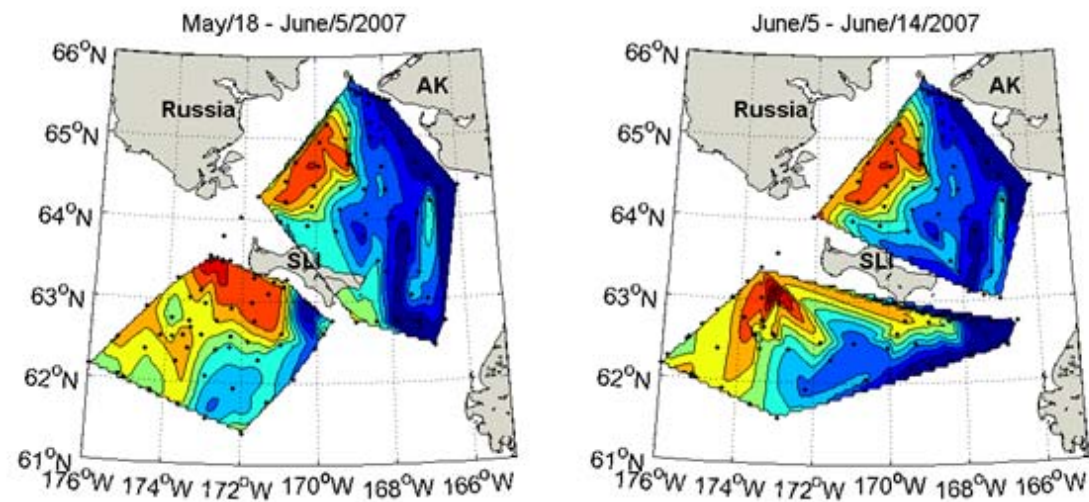 May/18 - June/5/2007
66°N
65°N
64°N
63°N
62°N
61°N
176°W 174°W 172°W 170°W 168°W 166°W
Russia
AK
SLI
June/5 - June/14/2007
66°N
65°N
64°N
63°N
62°N
61°N
176°W 174°W 172°W 170°W 168°W 166°W
Russia
AK
SLI